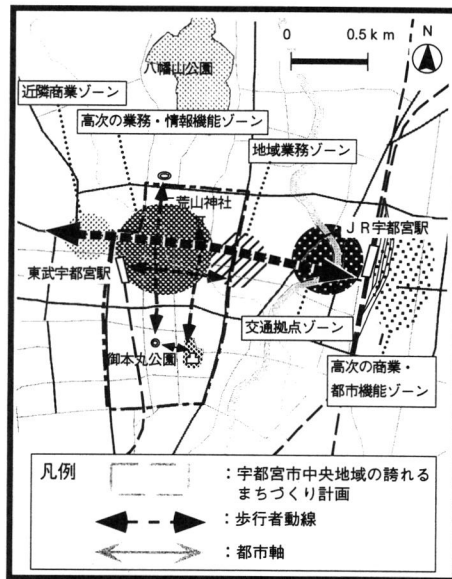 N
0 0.5 km
八幡山公園
近隣商業ゾーン
高次の業務・情報機能ゾーン
地域業務ゾーン
荒山神社
JR宇都宮駅
東武宇都宮駅
交通拠点ゾーン
御本丸公園
高次の商業・
都市機能ゾーン
凡例
：宇都宮市中央地域の誇れる
まちづくり計画
：歩行者動線
：都市軸